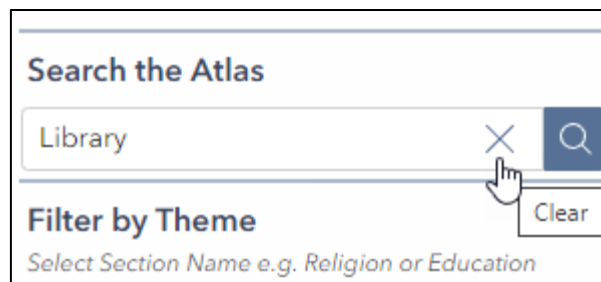 Search the Atlas
Library
Clear
Filter by Theme
Select Section Name e.g. Religion or Education